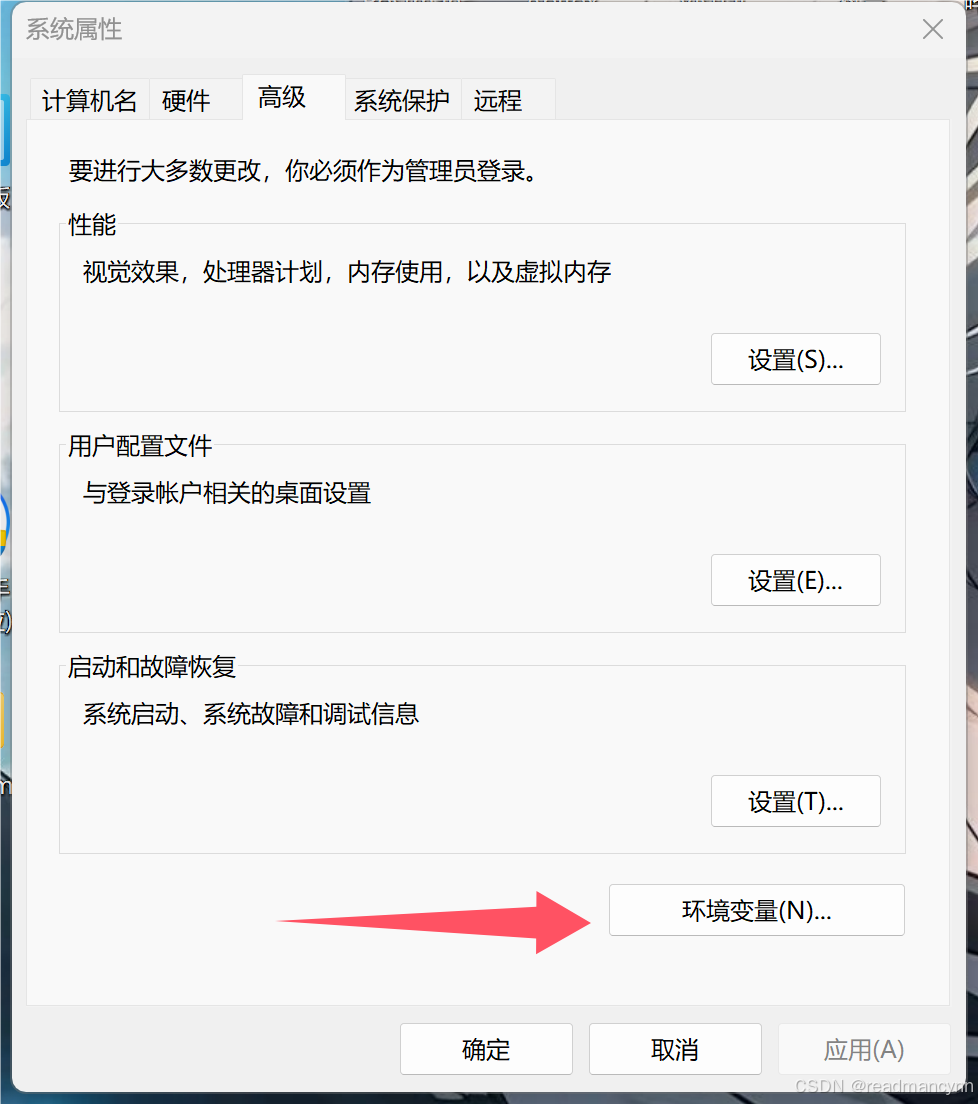 系统属性
计算机名
硬件
高级
系统保护
远程
要进行大多数更改，你必须作为管理员登录。
性能
视觉效果，处理器计划，内存使用，以及虚拟内存
设置(S)...
用户配置文件
与登录帐户相关的桌面设置
设置(E)...
启动和故障恢复
系统启动、系统故障和调试信息
设置(T)...
环境变量(N)...
确定
取消
应用(A)
CSDN @readmancynn